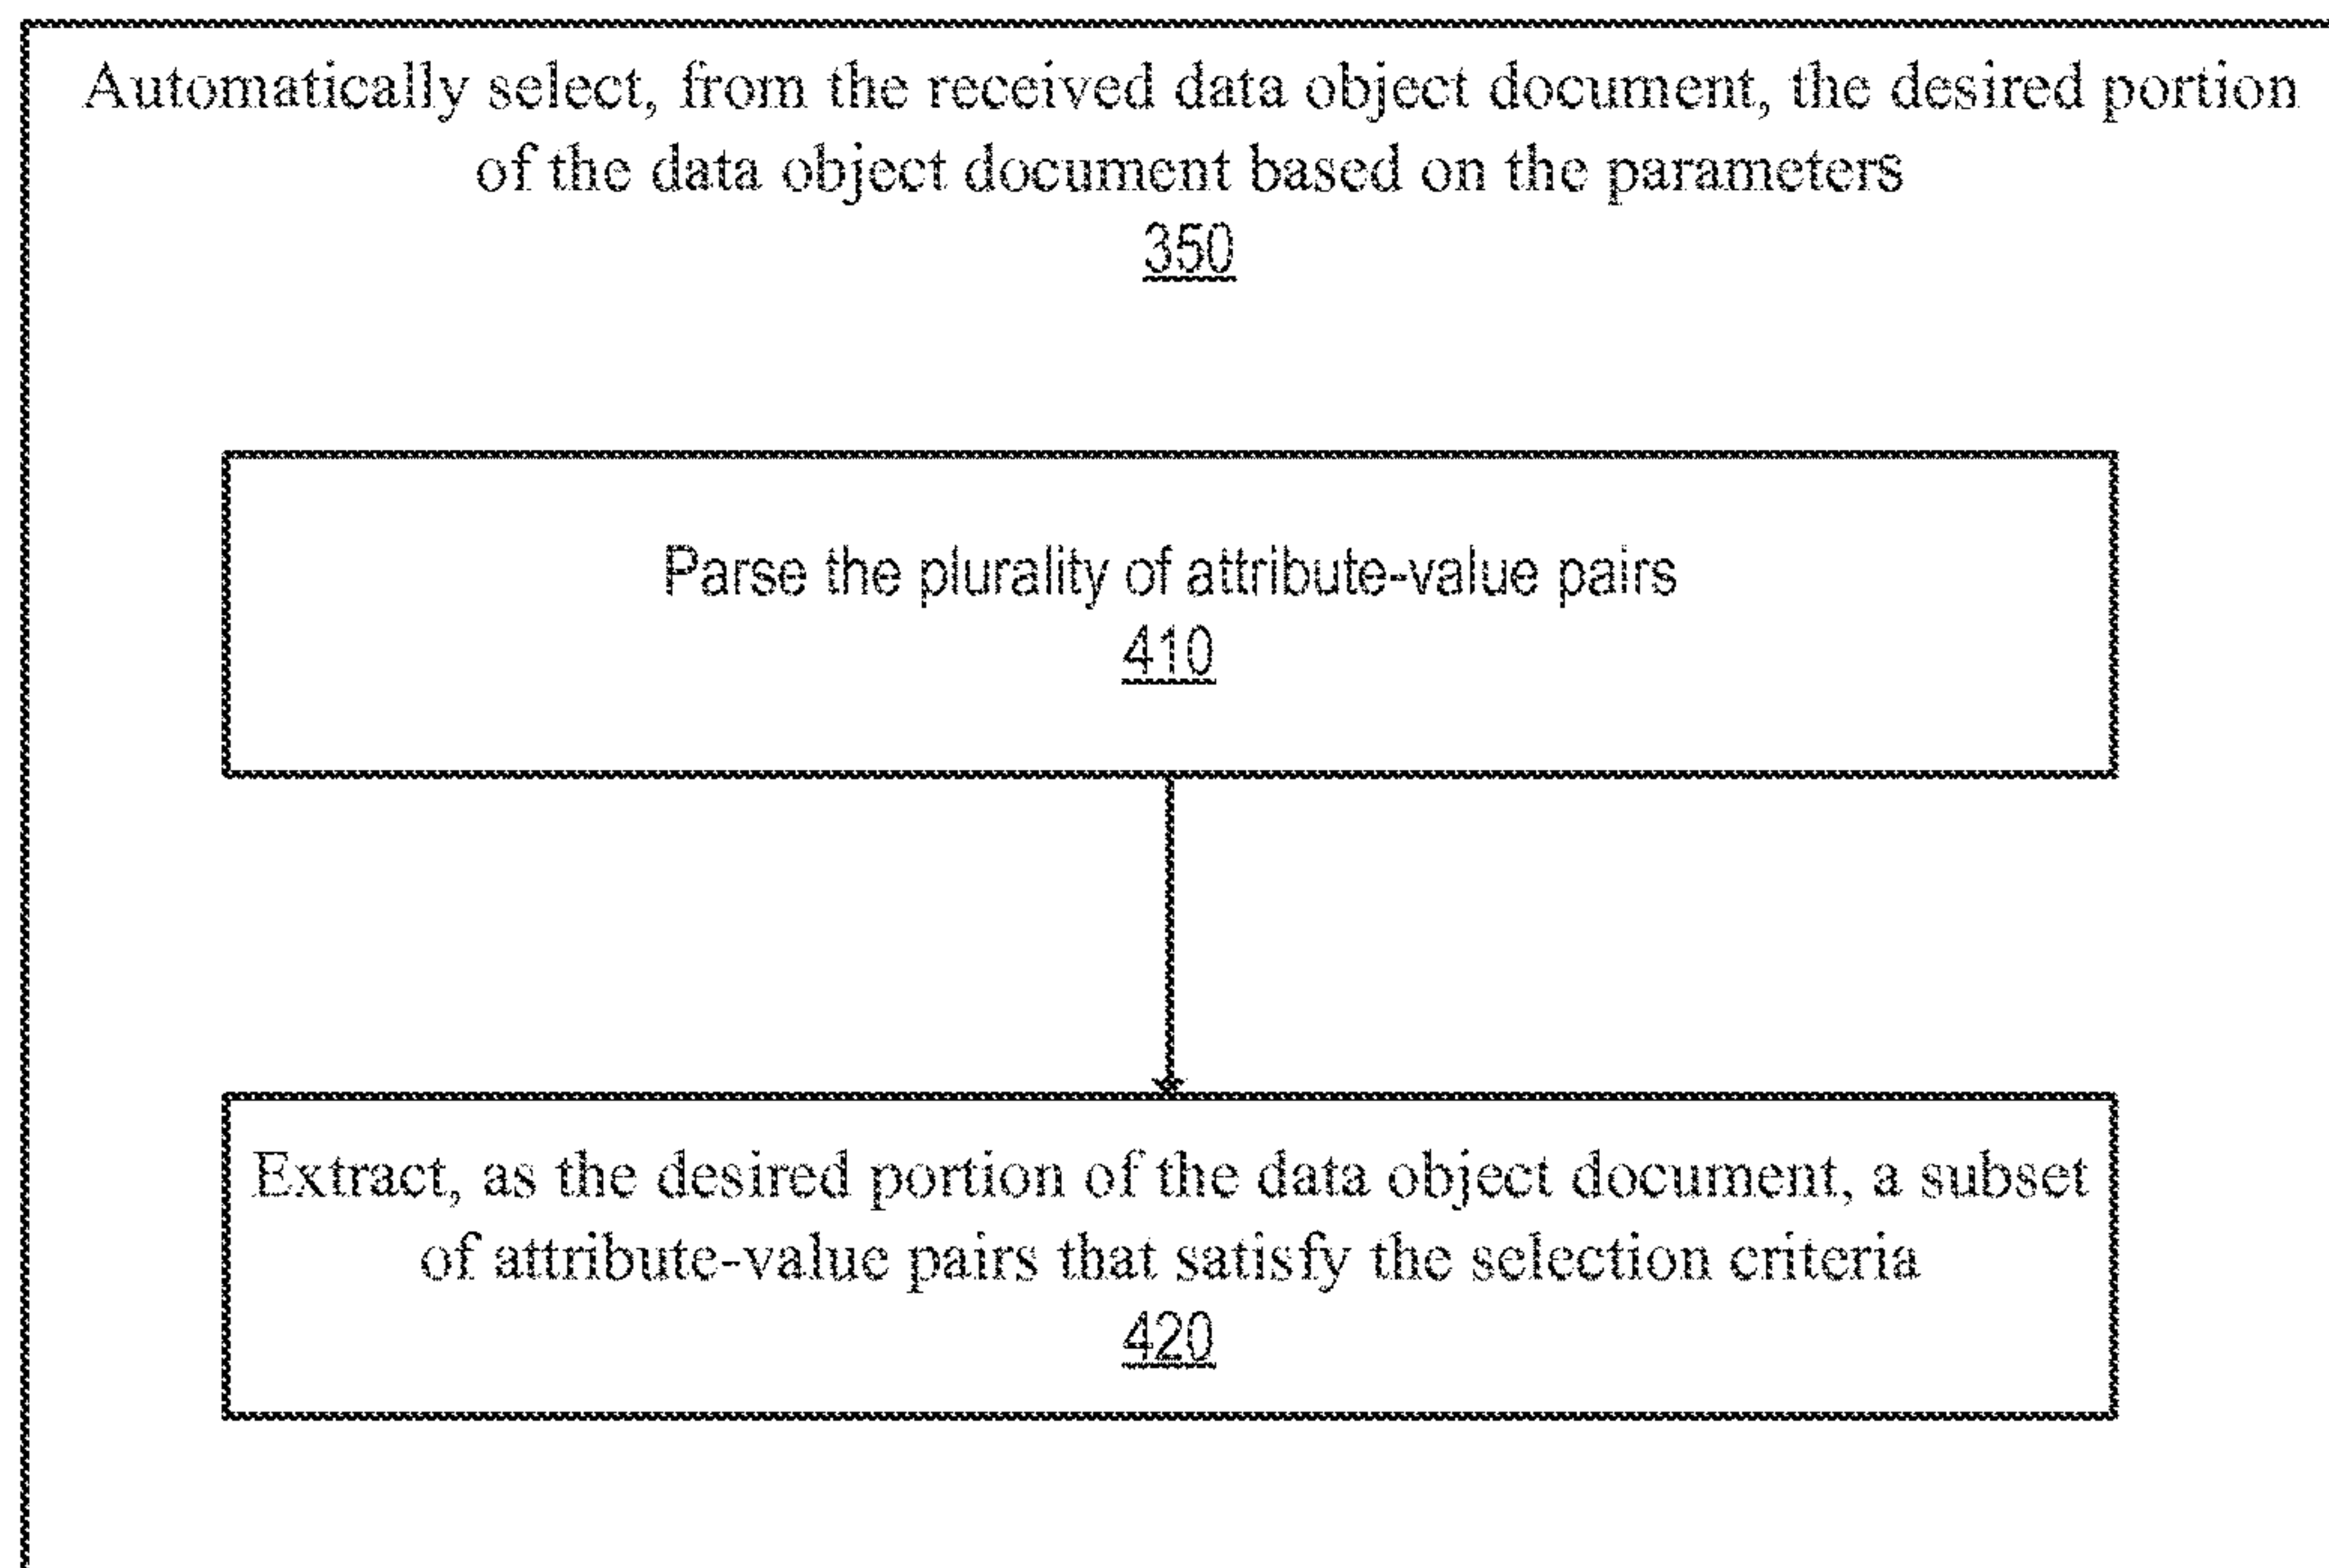 Automatically select, from the received data object document, the desired portion
of the data object document based on the parameters
350
Parse the plurality of attribute-value pairs
410
Extract, as the desired portion of the data object document, a subset
of attribute-value pairs that satisfy the selection criteria
420